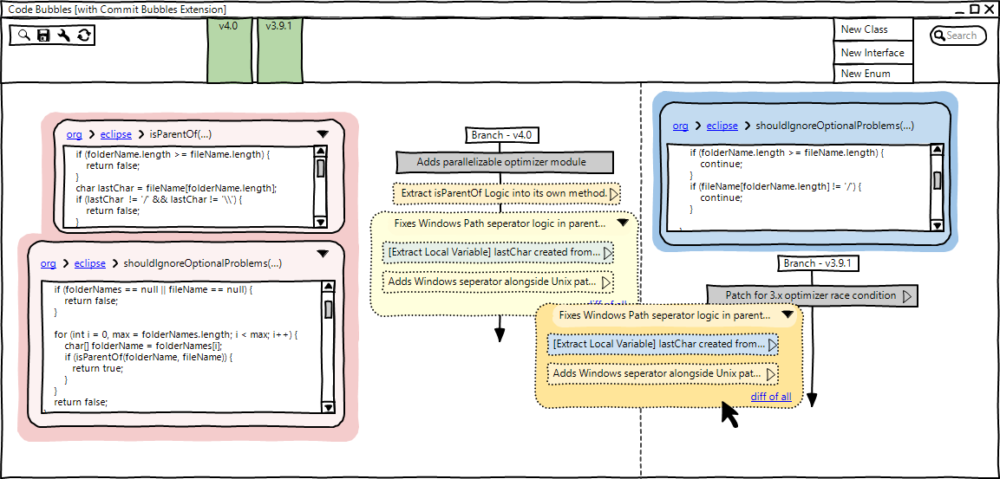 Code Bubbles [with Commit Bubbles Extension]
v4.0
v3.9.1
New Class
New Interface
New Enum
Search
org
eclipse
isParentOf(...)
if (folderName.length >= fileName.length) {
return false;
}
char lastChar = fileName[folderName.length];
if (lastChar != '/' && lastChar != '\\') {
return false;
}
org
eclipse
shouldIgnoreOptionalProblems(...)
if (folderNames == null || fileName == null) {
return false;
}
for (int i = 0, max = folderNames.length; i < max; i++) {
char[] folderName = folderNames[i];
if (isParentOf(folderName, fileName)) {
return true;
}
}
return false;
Branch - v4.0
Adds parallelizable optimizer module
Extract isParentOf Logic into its own method.
Fixes Windows Path seperator logic in parent...
[Extract Local Variable] lastChar created from...
Adds Windows seperator alongside Unix pat...
diff of all
Fixes Windows Path seperator logic in parent...
[Extract Local Variable] lastChar created from...
Adds Windows seperator alongside Unix pat...
diff of all
org
eclipse
shouldIgnoreOptionalProblems(...)
if (folderName.length >= fileName.length) {
continue;
}
if (fileName[folderName.length] != '/') {
continue;
}
Branch - v3.9.1
Patch for 3.x optimizer race condition